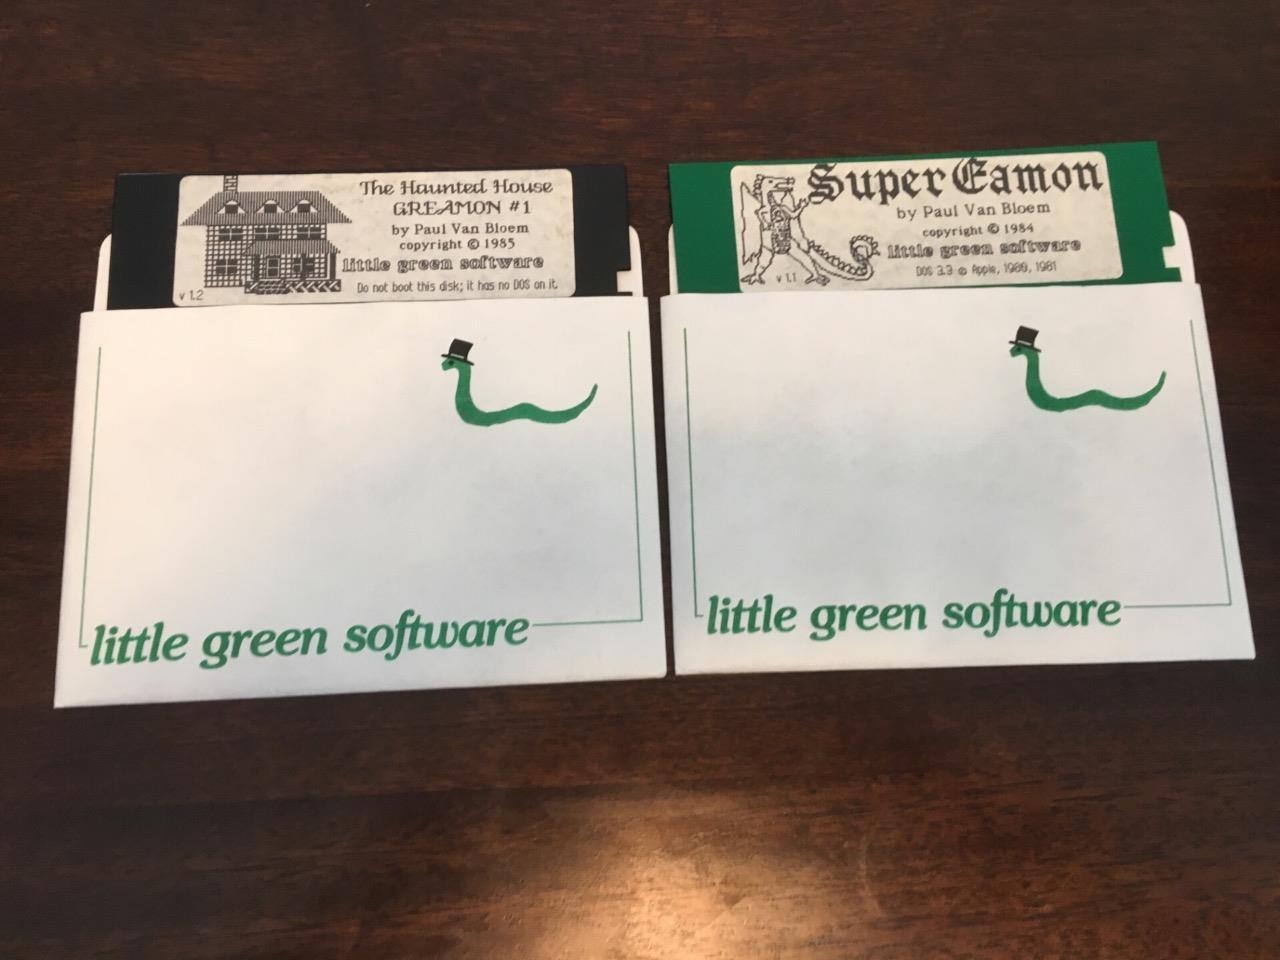 The Haunted House
GREAMON #1
by Paul Van Bloem
copyright © 1985
little green software
v 1.2
Do not boot this disk; it has no DOS on it.
little green software
Super Eamon
by Paul Van Bloem
copyright © 1984
little green software
v 1.1
DOS 3.3 © Apple, 1980, 1981
little green software